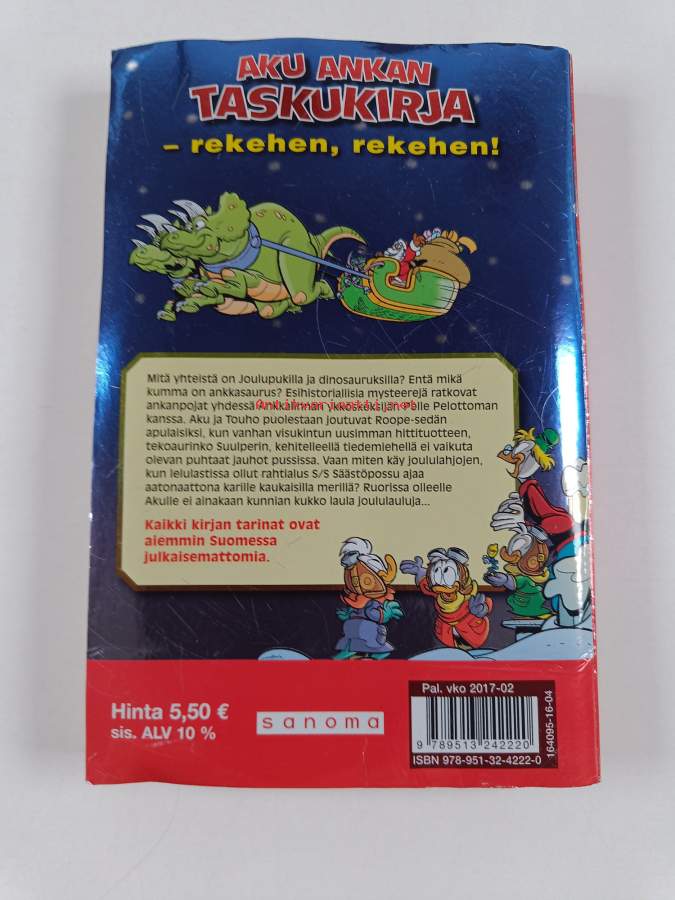 AKU ANKAN
TASKUKIRJA
– rekehen, rekehen!
Mitä yhteistä on Joulupukilla ja dinosauruksilla? Entä mikä
kumma on ankkasaurus? Esihistoriallisia mysteerejä ratkovat
ankanpojat yhdessä Ankkalinnan ykköskeksijän Pelle Pelottoman
kanssa. Aku ja Touho puolestaan joutuvat Roope-sedän
apulaisiksi, kun vanhan visukintun uusimman hittituotteen,
tekoaurinko Suulperin, kehitelleellä tiedemiehellä ei vaikuta
olevan puhtaat jauhot pussissa. Vaan miten käy joululahjojen,
kun lelulastissa ollut rahtialus S/S Säästöpossu ajaa
aatonaattona karille kaukaisilla merillä? Ruorissa olleelle
Akulle ei ainakaan kunnian kukko laula joululauluja...
Kaikki kirjan tarinat ovat
aiemmin Suomessa
julkaisemattomia.
Hinta 5,50 €
sis. ALV 10 %
sanoma
Pal. vko 2017-02
9 789513 242220
ISBN 978-951-32-4222-0
164095-16-04